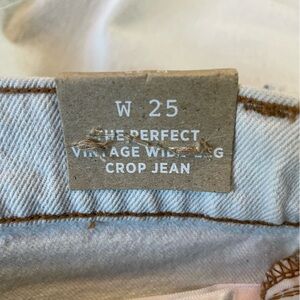 W 25
THE PERFECT
VINTAGE WIDE-LEG
CROP JEAN